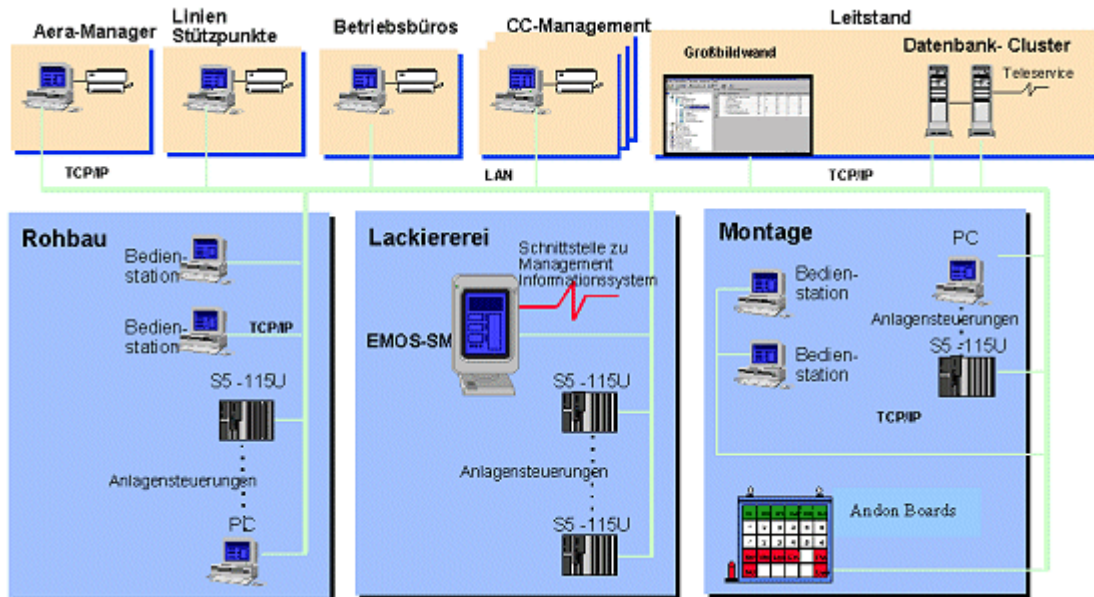 Aera-Manager
Linien
Stützpunkte
Betriebsbüros
CC-Management
Leitstand
Großbildwand
Datenbank- Cluster
Teleservice
TCP/IP
LAN
TCP/IP
Rohbau
Bedien-
station
Bedien-
station
TCP/IP
S5 -115U
Anlagensteuerungen
PC
Lackiererei
Schnittstelle zu
Management
Informationssystem
EMOS-SM
S5 -115U
Anlagensteuerungen
S5 -115U
Montage
PC
Bedien-
station
Anlagensteuerungen
S5 -115U
Bedien-
station
TCP/IP
Andon Boards